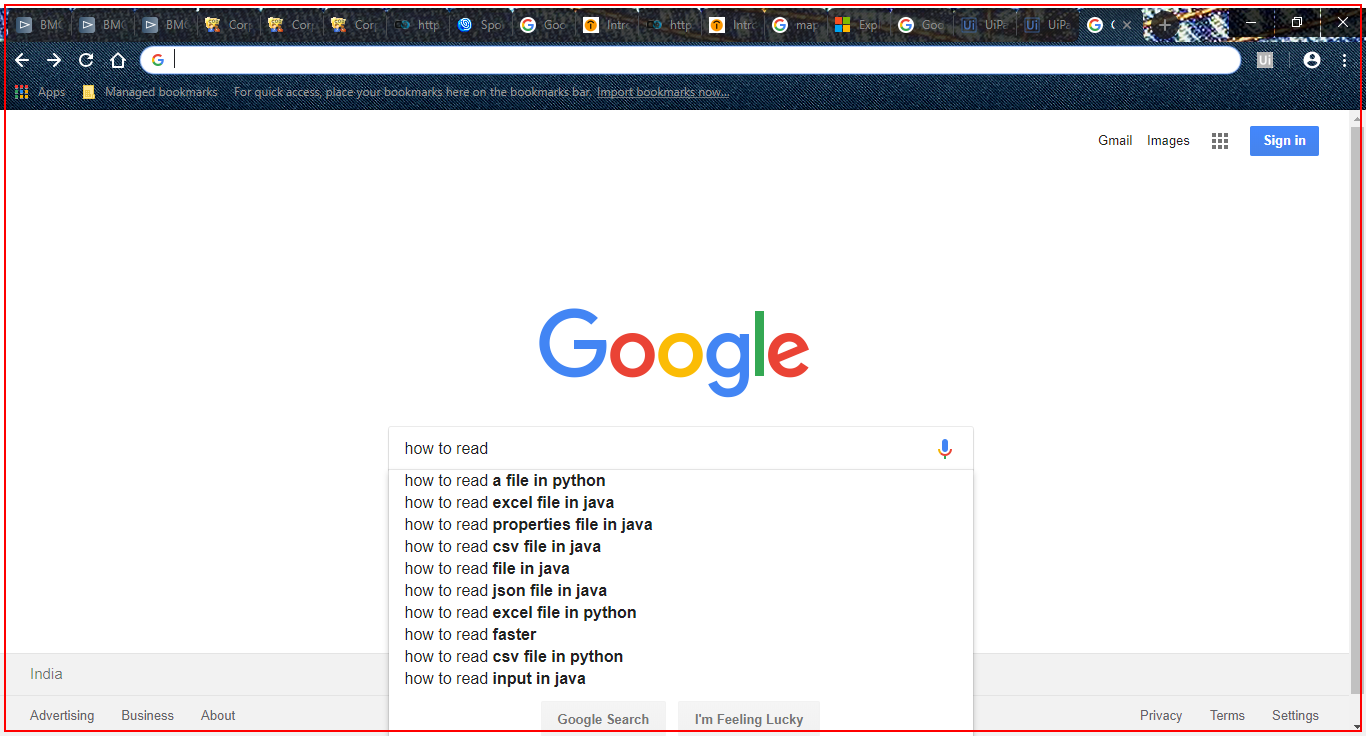 BM BM BM Cor Cor Cor http Spo Goo Intro http Intro map Exp Goo UiPa UiPa
Ui
Apps Managed bookmarks For quick access, place your bookmarks here on the bookmarks bar. Import bookmarks now...
Gmail Images Sign in
Google
how to read
how to read a file in python
how to read excel file in java
how to read properties file in java
how to read csv file in java
how to read file in java
how to read json file in java
how to read excel file in python
how to read faster
how to read csv file in python
how to read input in java
India
Advertising Business About Google Search I'm Feeling Lucky Privacy Terms Settings